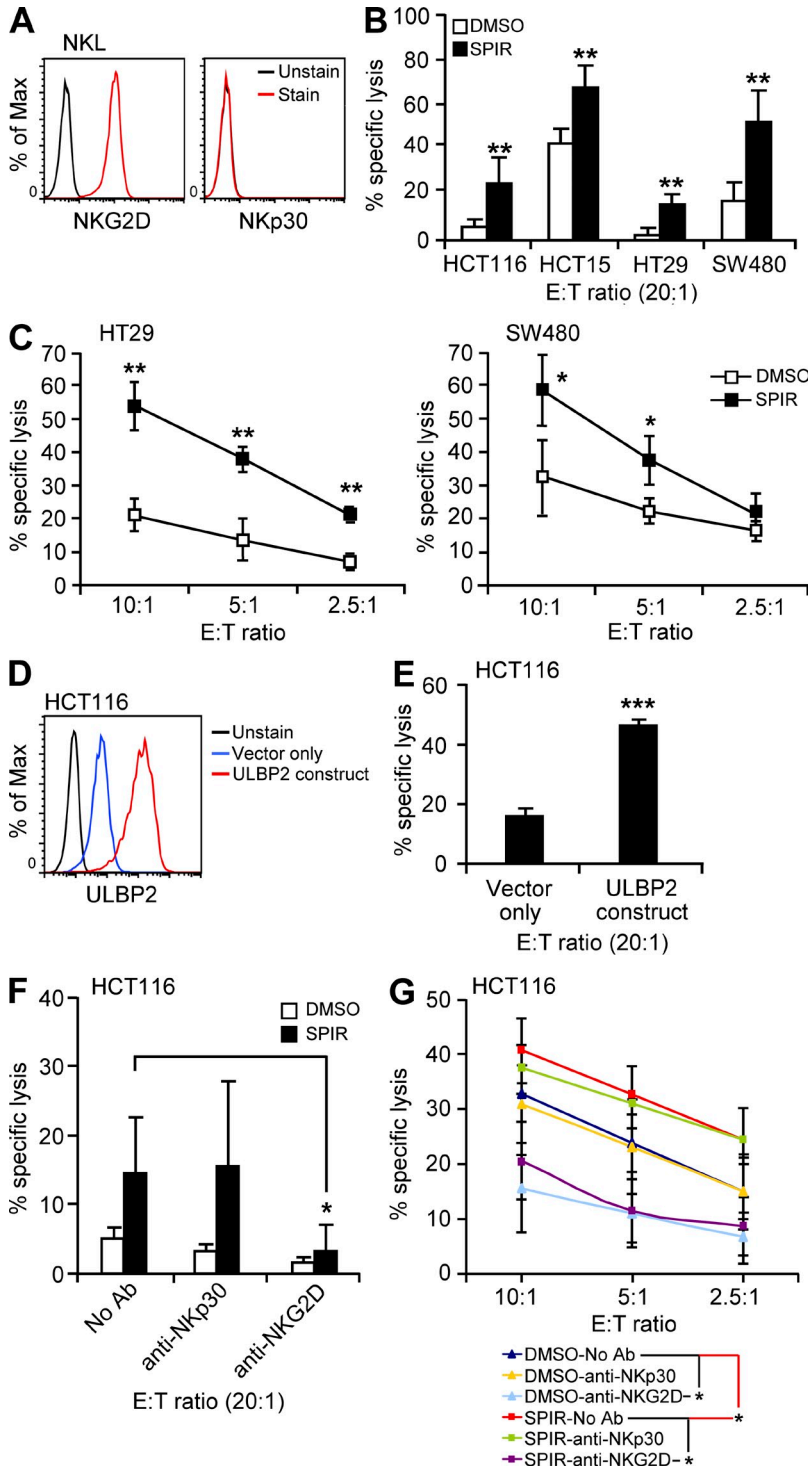 A
NKL
% of Max
0
NKG2D
Unstain
Stain
0
NKp30
B
DMSO
SPIR
% specific lysis
100
80
60
40
20
0
**
**
**
**
HCT116 HCT15 HT29 SW480
E:T ratio (20:1)
C
HT29
% specific lysis
70
60
50
40
30
20
10
0
**
**
**
10:1 5:1 2.5:1
E:T ratio
SW480
DMSO
SPIR
% specific lysis
70
60
50
40
30
20
10
0
*
*
10:1 5:1 2.5:1
E:T ratio
D
HCT116
% of Max
0
ULBP2
Unstain
Vector only
ULBP2 construct
E
HCT116
% specific lysis
60
40
20
0
***
Vector only
ULBP2 construct
E:T ratio (20:1)
F
HCT116
DMSO
SPIR
% specific lysis
40
30
20
10
0
*
No Ab
anti-NKp30
anti-NKG2D
E:T ratio (20:1)
G
HCT116
% specific lysis
50
40
30
20
10
0
10:1 5:1 2.5:1
E:T ratio
DMSO-No Ab
DMSO-anti-NKp30
DMSO-anti-NKG2D *
SPIR-No Ab *
SPIR-anti-NKp30
SPIR-anti-NKG2D *